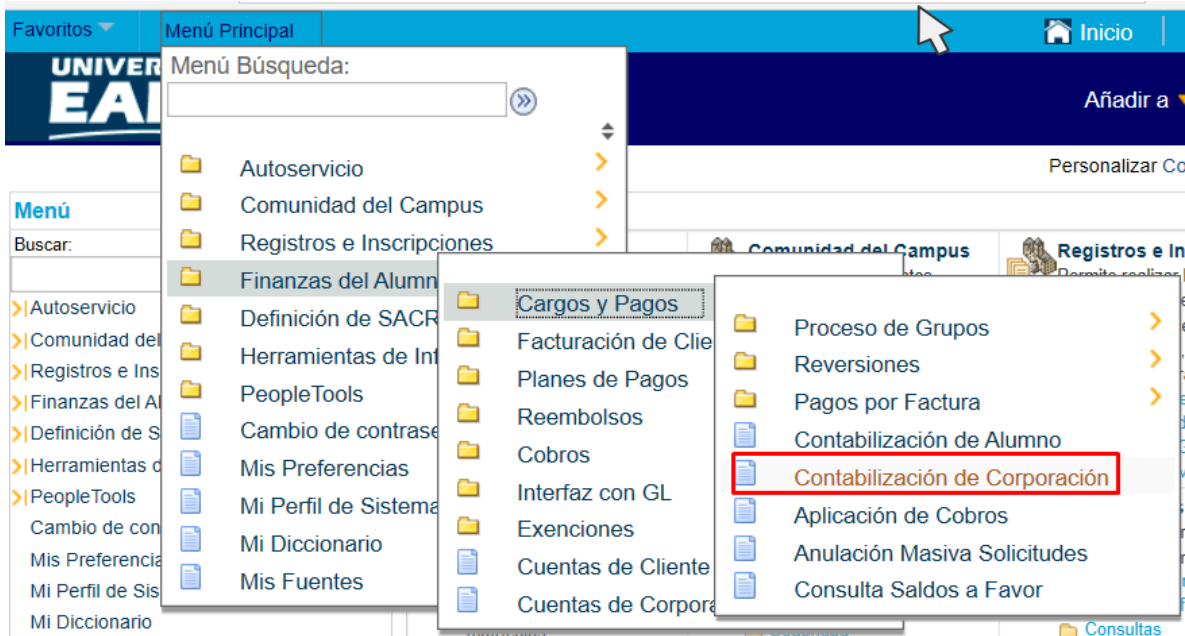 Favoritos
Menú Principal
Inicio
Menú Búsqueda:
Añadir a
Personalizar
Autoservicio
Comunidad del Campus
Registros e Inscripciones
Finanzas del Alumn
Definición de SACR
Herramientas de Int
PeopleTools
Cambio de contrase
Mis Preferencias
Mi Perfil de Sistema
Mi Diccionario
Mis Fuentes
Cargos y Pagos
Facturación de Clie
Planes de Pagos
Reembolsos
Cobros
Interfaz con GL
Exenciones
Cuentas de Cliente
Cuentas de Corpora
Proceso de Grupos
Reversiones
Pagos por Factura
Contabilización de Alumno
Contabilización de Corporación
Aplicación de Cobros
Anulación Masiva Solicitudes
Consulta Saldos a Favor
Menú
Buscar:
Autoservicio
Comunidad del
Registros e Ins
Finanzas del Al
Definición de S
Herramientas d
PeopleTools
Cambio de con
Mis Preferencia
Mi Perfil de Sis
Mi Diccionario
Comunidad del Campus
Registros e In
Consultas